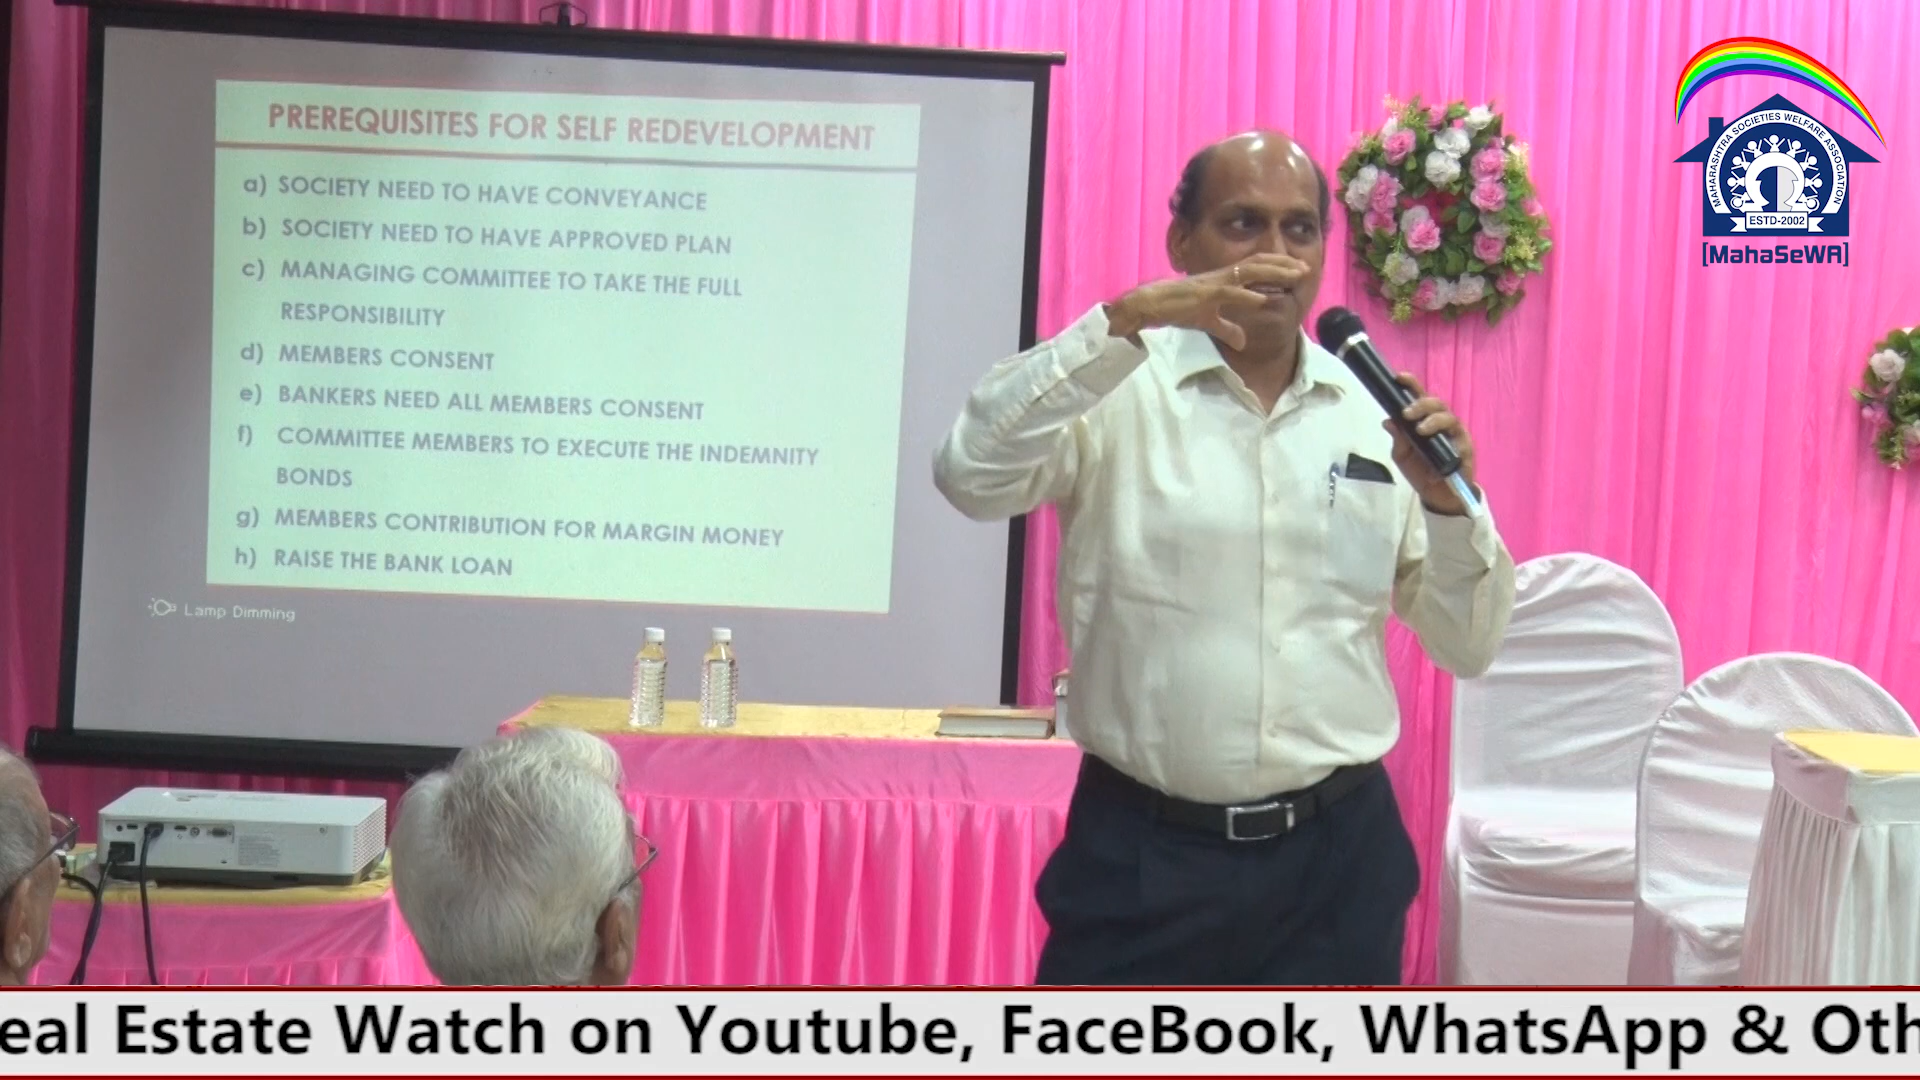 PREREQUISITES FOR SELF REDEVELOPMENT
a) SOCIETY NEED TO HAVE CONVEYANCE
b) SOCIETY NEED TO HAVE APPROVED PLAN
c) MANAGING COMMITTEE TO TAKE THE FULL
RESPONSIBILITY
d) MEMBERS CONSENT
e) BANKERS NEED ALL MEMBERS CONSENT
f) COMMITTEE MEMBERS TO EXECUTE THE INDEMNITY
BONDS
g) MEMBERS CONTRIBUTION FOR MARGIN MONEY
h) RAISE THE BANK LOAN
Lamp Dimming
MAHARASHTRA SOCIETIES WELFARE ASSOCIATION
ESTD-2002
[MahaSeWA]
eal Estate Watch on Youtube, FaceBook, WhatsApp & Oth